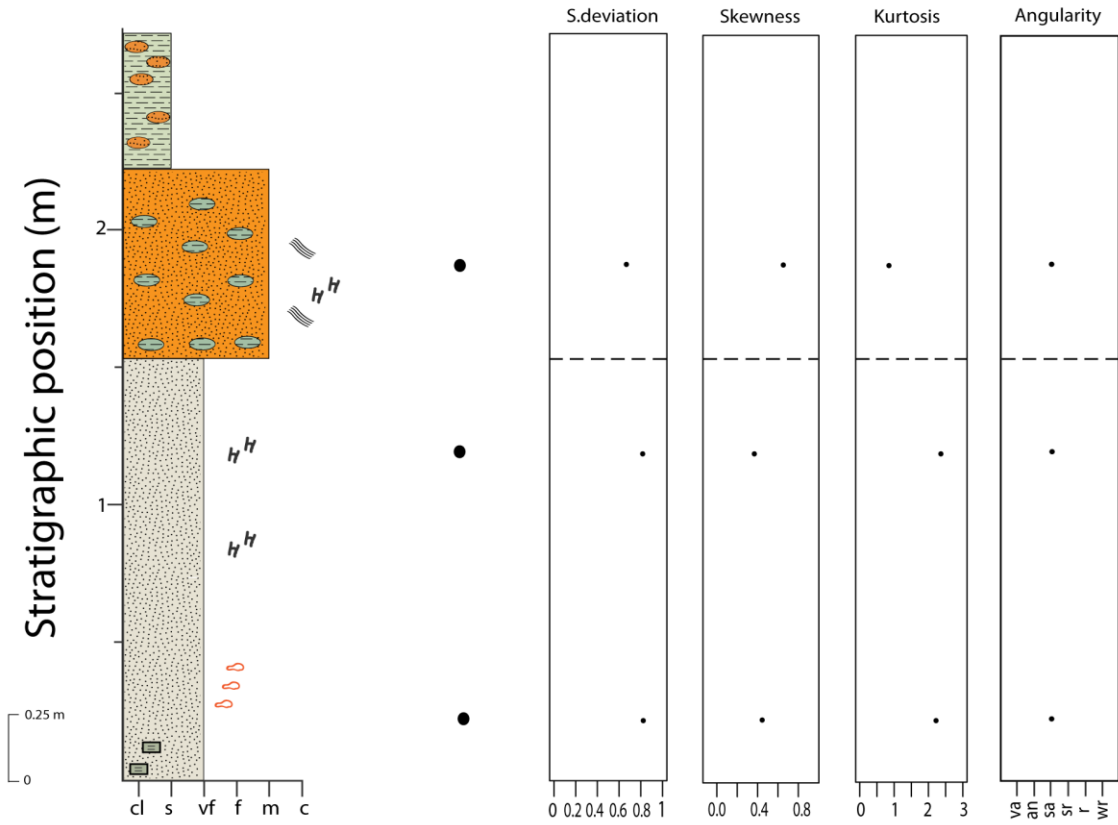 S.deviation Skewness Kurtosis Angularity
Stratigraphic position (m)
2
1
0.25 m
0
cl s vf f m c
0 0.2 0.4 0.6 0.8 1
0.0 0.4 0.8
0 1 2 3
va an sa sr r wr